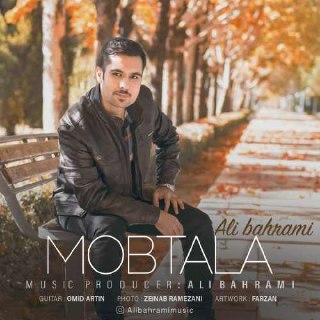 Ali bahrami
MOBTALA
MUSIC PRODUCER : ALI BAHRAMI
GUITAR : OMID ARTIN PHOTO : ZEINAB RAMEZANI ARTWORK : FARZAN
Alibahramimusic